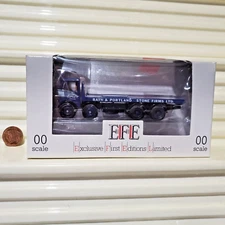 BATH & PORTLAND STONE FIRMS LTD.
EFE
00
scale
00
scale
Exclusive First Editions Limited